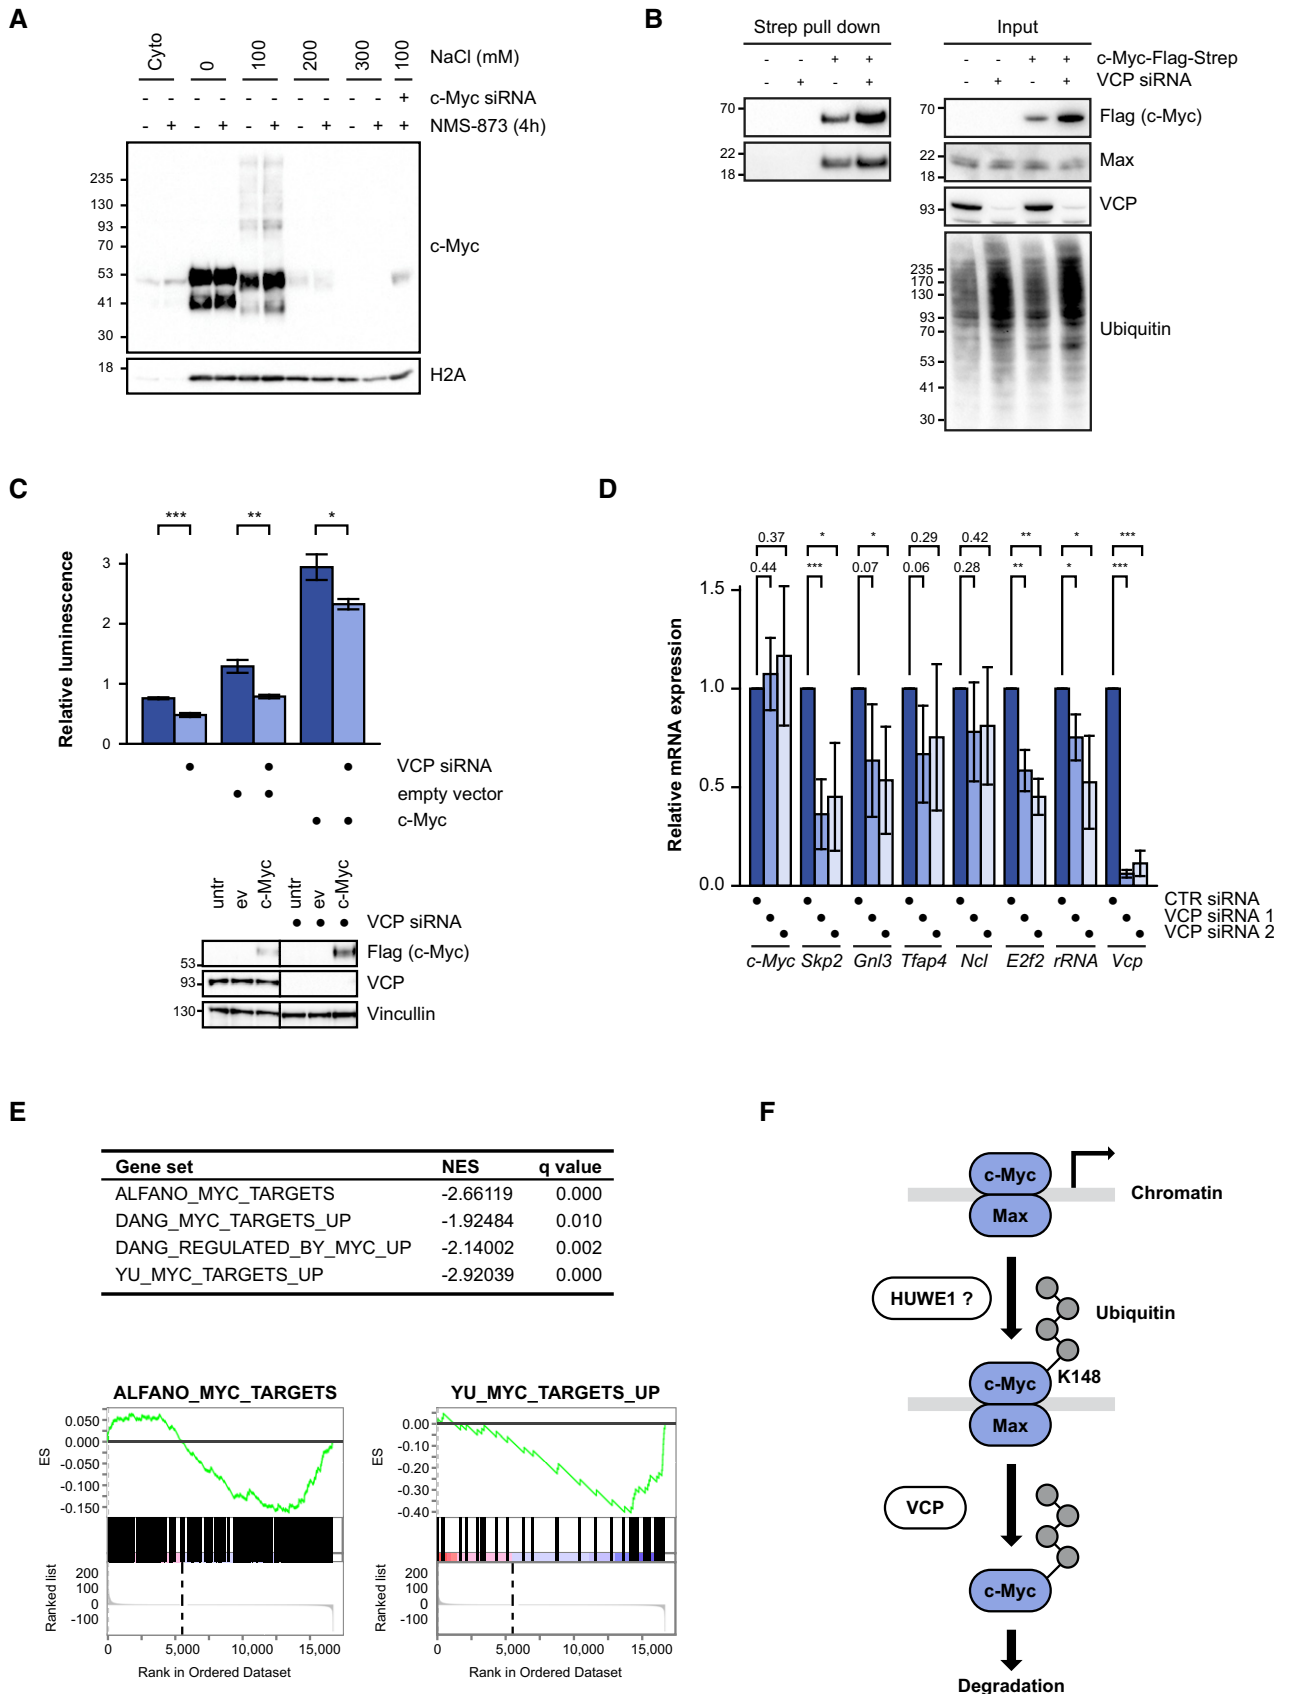 A
Cyto
0
100
200
300
100
NaCl (mM)
- - - - - - - - - - + c-Myc siRNA
- + - + - + - + - + + NMS-873 (4h)
235
130
93
70
53
41
30
c-Myc
18
H2A
B
Strep pull down
Input
- - + + - - + + c-Myc-Flag-Strep
- + - + - + - + VCP siRNA
70
70
Flag (c-Myc)
22
18
22
18
Max
93
VCP
235
170
130
93
70
53
41
30
Ubiquitin
C
*** ** *
Relative luminescence
3
2
1
0
VCP siRNA
empty vector
c-Myc
untr
ev
c-Myc
untr
ev
c-Myc
VCP siRNA
53
Flag (c-Myc)
93
VCP
130
Vincullin
D
0.37 * * 0.29 0.42 ** * ***
0.44 *** 0.07 0.06 0.28 ** * ***
Relative mRNA expression
1.5
1.0
0.5
0.0
CTR siRNA
VCP siRNA 1
VCP siRNA 2
c-Myc Skp2 Gnl3 Tfap4 Ncl E2f2 rRNA Vcp
E
Gene set NES q value
ALFANO_MYC_TARGETS -2.66119 0.000
DANG_MYC_TARGETS_UP -1.92484 0.010
DANG_REGULATED_BY_MYC_UP -2.14002 0.002
YU_MYC_TARGETS_UP -2.92039 0.000
ALFANO_MYC_TARGETS
ES
0.050
0.000
-0.050
-0.100
-0.150
Ranked list
200
100
0
-100
0 5,000 10,000 15,000
Rank in Ordered Dataset
YU_MYC_TARGETS_UP
ES
0.00
-0.10
-0.20
-0.30
-0.40
Ranked list
200
100
0
-100
0 5,000 10,000 15,000
Rank in Ordered Dataset
F
c-Myc
Max
Chromatin
HUWE1 ?
Ubiquitin
c-Myc
K148
Max
VCP
c-Myc
Degradation